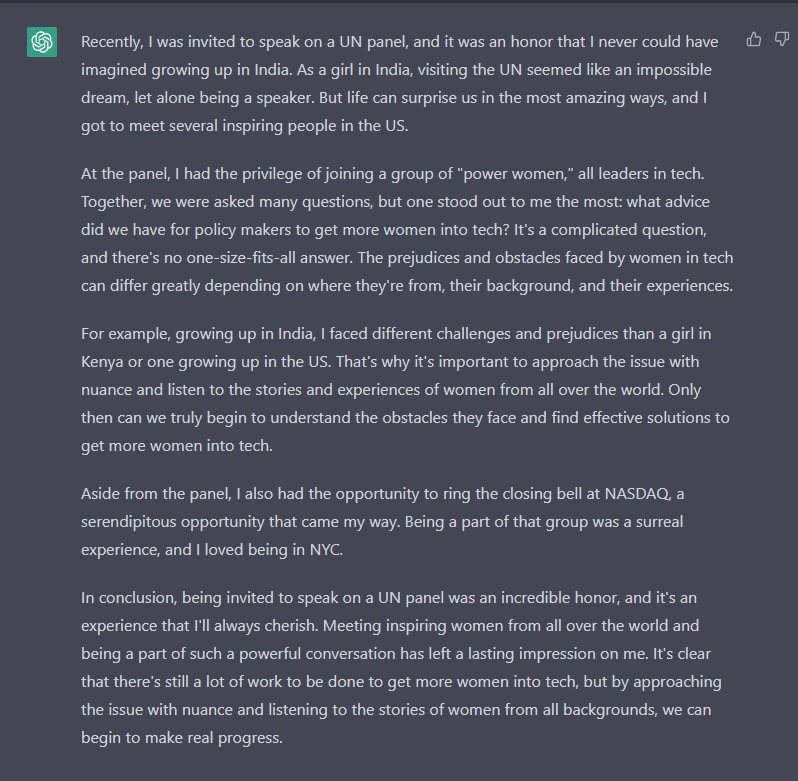 Recently, I was invited to speak on a UN panel, and it was an honor that I never could have
imagined growing up in India. As a girl in India, visiting the UN seemed like an impossible
dream, let alone being a speaker. But life can surprise us in the most amazing ways, and I
got to meet several inspiring people in the US.
At the panel, I had the privilege of joining a group of "power women," all leaders in tech.
Together, we were asked many questions, but one stood out to me the most: what advice
did we have for policy makers to get more women into tech? It's a complicated question,
and there's no one-size-fits-all answer. The prejudices and obstacles faced by women in tech
can differ greatly depending on where they're from, their background, and their experiences.
For example, growing up in India, I faced different challenges and prejudices than a girl in
Kenya or one growing up in the US. That's why it's important to approach the issue with
nuance and listen to the stories and experiences of women from all over the world. Only
then can we truly begin to understand the obstacles they face and find effective solutions to
get more women into tech.
Aside from the panel, I also had the opportunity to ring the closing bell at NASDAQ, a
serendipitous opportunity that came my way. Being a part of that group was a surreal
experience, and I loved being in NYC.
In conclusion, being invited to speak on a UN panel was an incredible honor, and it's an
experience that I'll always cherish. Meeting inspiring women from all over the world and
being a part of such a powerful conversation has left a lasting impression on me. It's clear
that there's still a lot of work to be done to get more women into tech, but by approaching
the issue with nuance and listening to the stories of women from all backgrounds, we can
begin to make real progress.